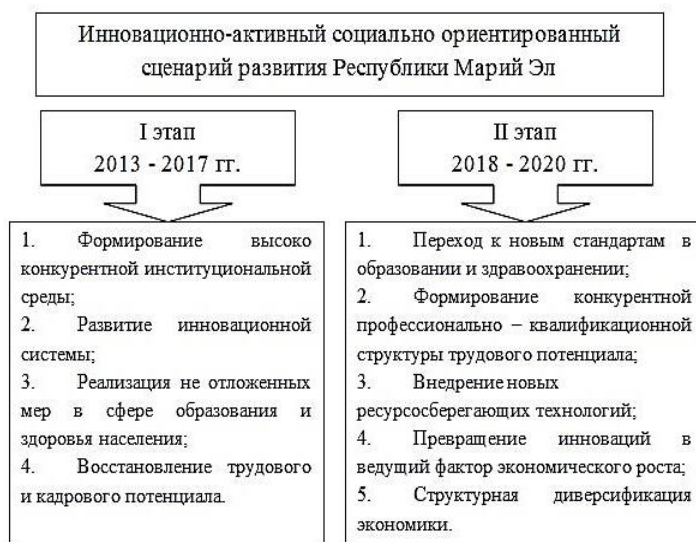 Инновационно-активный социально ориентированный
сценарий развития Республики Марий Эл
I этап
2013 - 2017 гг.
II этап
2018 - 2020 гг.
1. Формирование высоко
конкурентной институциональной
среды;
2. Развитие инновационной
системы;
3. Реализация не отложенных
мер в сфере образования и
здоровья населения;
4. Восстановление трудового
и кадрового потенциала.
1. Переход к новым стандартам в
образовании и здравоохранении;
2. Формирование конкурентной
профессионально – квалификационной
структуры трудового потенциала;
3. Внедрение новых
ресурсосберегающих технологий;
4. Превращение инноваций в
ведущий фактор экономического роста;
5. Структурная диверсификация
экономики.